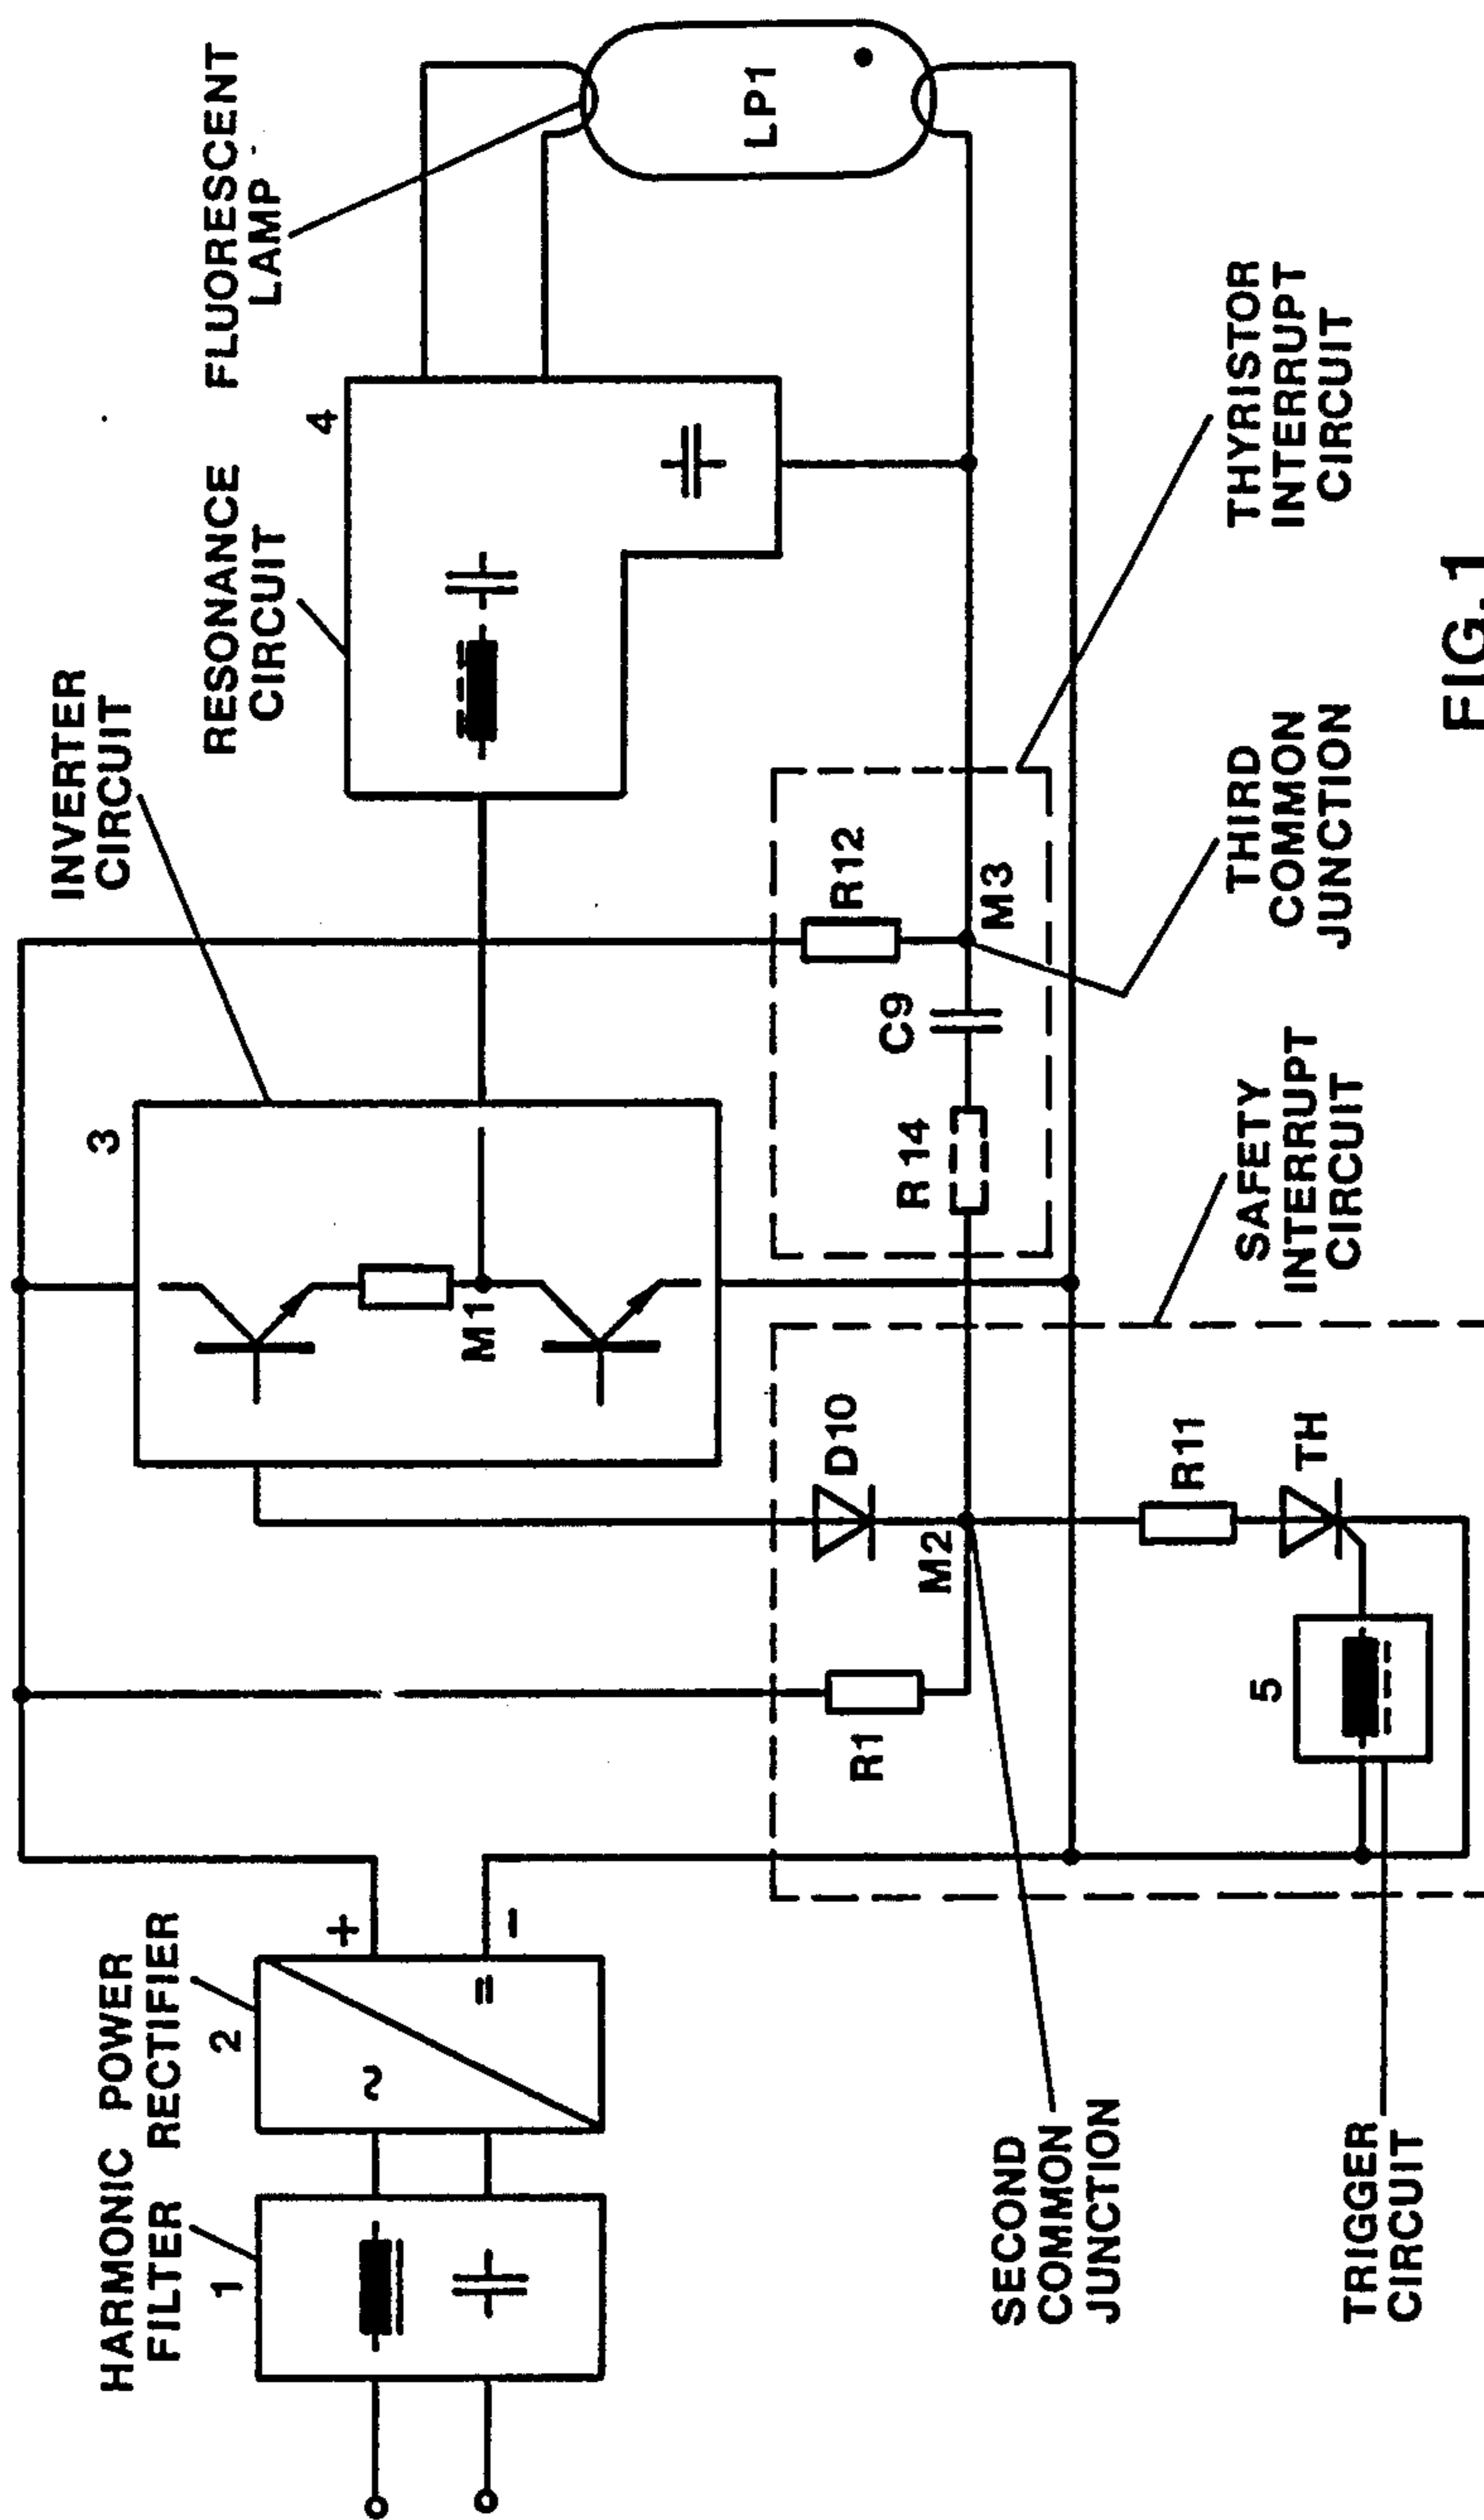 HARMONIC
FILTER
1
POWER
RECTIFIER
2
~
=
+
-
INVERTER
CIRCUIT
3
M1
RESONANCE
CIRCUIT
4
FLUORESCENT
LAMP
LP1
R1
D10
M2
R14
C9
R12
M3
R11
TH
5
SECOND
COMMON
JUNCTION
TRIGGER
CIRCUIT
SAFETY
INTERRUPT
CIRCUIT
THIRD
COMMON
JUNCTION
THYRISTOR
INTERRUPT
CIRCUIT
FIG.1